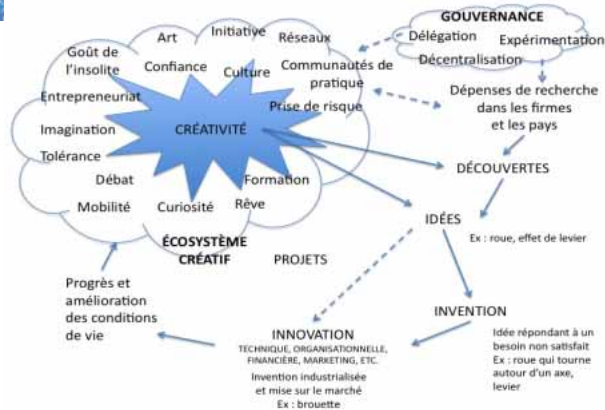 GOUVERNANCE
Délégation
Expérimentation
Décentralisation
Art
Initiative
Réseaux
Goût de
l'insolite
Confiance
Culture
Communautés de
pratique
Entrepreneuriat
Prise de risque
Imagination
CRÉATIVITÉ
Tolérance
Débat
Formation
Mobilité
Curiosité
Rêve
ÉCOSYSTÈME
CRÉATIF
PROJETS
Dépenses de recherche
dans les firmes
et les pays
DÉCOUVERTES
IDÉES
Ex : roue, effet de levier
INVENTION
Idée répondant à un
besoin non satisfait
Ex : roue qui tourne
autour d'un axe,
levier
INNOVATION
TECHNIQUE, ORGANISATIONNELLE,
FINANCIÈRE, MARKETING, ETC.
Invention industrialisée
et mise sur le marché
Ex : brouette
Progrès et
amélioration
des conditions
de vie